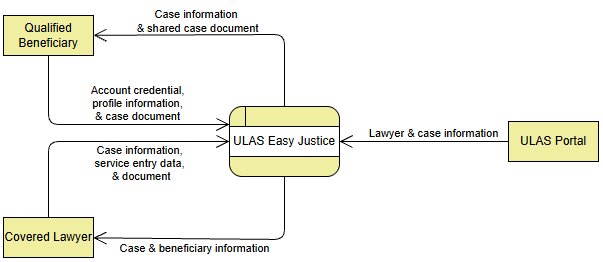 Case information
& shared case document
Qualified
Beneficiary
Account credential,
profile information,
& case document
Lawyer & case information
ULAS Easy Justice
ULAS Portal
Case information,
service entry data,
& document
Covered Lawyer
Case & beneficiary information